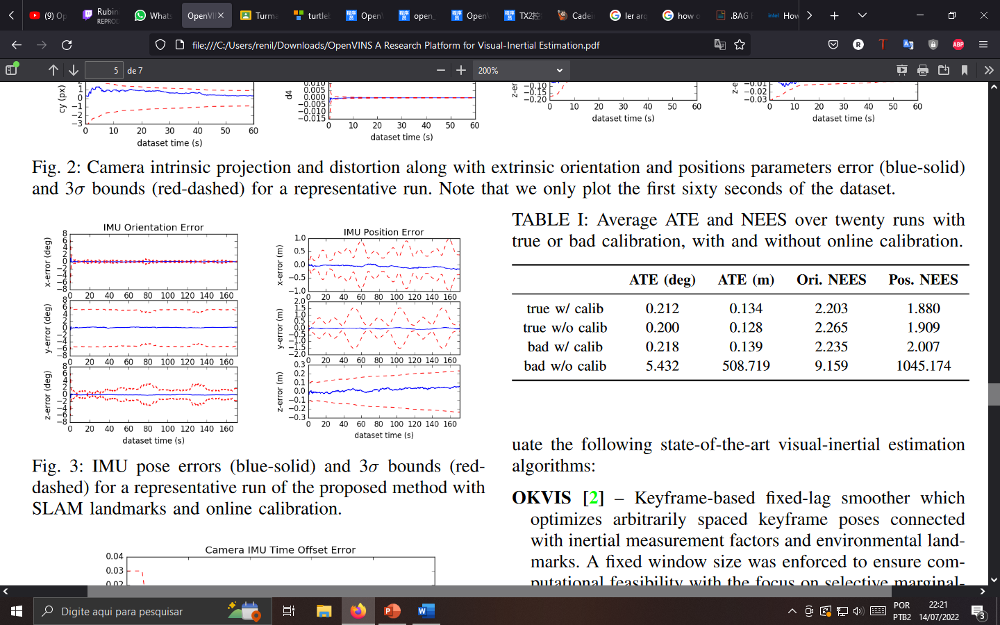 (9) Op
Rubin
REPROD
Whats
OpenVI
Turma
turtleb
OpenV
open_
OpenV
TX2
Cadei
ler arq
how o
.BAG F
intel How
file:///C:/Users/renil/Downloads/OpenVINS A Research Platform for Visual-Inertial Estimation.pdf
5 de 7
200%
cy (px)
1
0
−1
−2
−3
0 10 20 30 40 50 60
dataset time (s)
d4
0.010
0.005
0.000
−0.005
−0.010
−0.015
0 10 20 30 40 50 60
dataset time (s)
z-er
−0.10
−0.15
−0.20
0 10 20 30 40 50 60
dataset time (s)
z-e
−0.01
−0.02
−0.03
0 10 20 30 40 50 60
dataset time (s)
Fig. 2: Camera intrinsic projection and distortion along with extrinsic orientation and positions parameters error (blue-solid)
and 3σ bounds (red-dashed) for a representative run. Note that we only plot the first sixty seconds of the dataset.
IMU Orientation Error
x-error (deg)
8
6
4
2
0
−2
−4
−6
−8
0 20 40 60 80 100 120 140 160
y-error (deg)
8
6
4
2
0
−2
−4
−6
−8
0 20 40 60 80 100 120 140 160
z-error (deg)
8
6
4
2
0
−2
−4
−6
−8
0 20 40 60 80 100 120 140 160
dataset time (s)
IMU Position Error
x-error (m)
1.0
0.5
0.0
−0.5
−1.0
0 20 40 60 80 100 120 140 160
y-error (m)
2.0
1.5
1.0
0.5
0.0
−0.5
−1.0
−1.5
−2.0
0 20 40 60 80 100 120 140 160
z-error (m)
0.3
0.2
0.1
0.0
−0.1
−0.2
−0.3
0 20 40 60 80 100 120 140 160
dataset time (s)
Fig. 3: IMU pose errors (blue-solid) and 3σ bounds (red-
dashed) for a representative run of the proposed method with
SLAM landmarks and online calibration.
Camera IMU Time Offset Error
0.04
0.03
0.02
TABLE I: Average ATE and NEES over twenty runs with
true or bad calibration, with and without online calibration.
ATE (deg) ATE (m) Ori. NEES Pos. NEES
true w/ calib 0.212 0.134 2.203 1.880
true w/o calib 0.200 0.128 2.265 1.909
bad w/ calib 0.218 0.139 2.235 2.007
bad w/o calib 5.432 508.719 9.159 1045.174
uate the following state-of-the-art visual-inertial estimation
algorithms:
OKVIS [2] – Keyframe-based fixed-lag smoother which
optimizes arbitrarily spaced keyframe poses connected
with inertial measurement factors and environmental land-
marks. A fixed window size was enforced to ensure com-
putational feasibility with the focus on selective marginal-
Digite aqui para pesquisar
POR
PTB2
22:21
14/07/2022
3